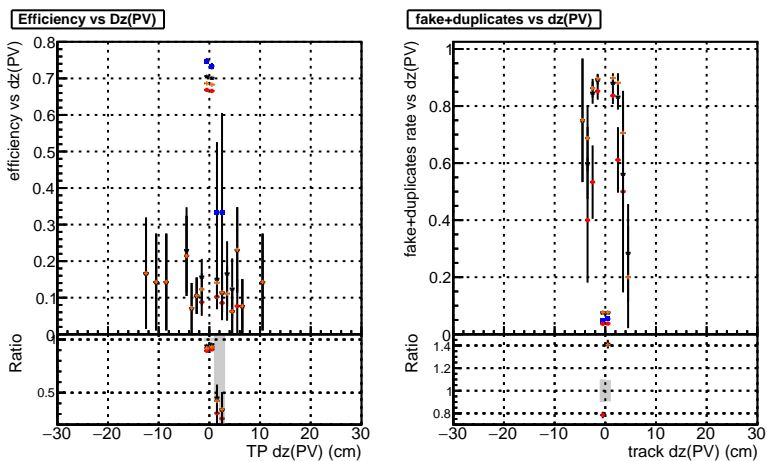 Efficiency vs Dz(PV)
fake+duplicates vs dz(PV)
efficiency vs dz(PV)
0.8
0.7
0.6
0.5
0.4
0.3
0.2
0.1
0
Ratio
1
0.5
−30 −20 −10 0 10 20 30
TP dz(PV) (cm)
fake+duplicates rate vs dz(PV)
1
0.8
0.6
0.4
0.2
0
Ratio
1.4
1.2
1
0.8
−30 −20 −10 0 10 20 30
track dz(PV) (cm)